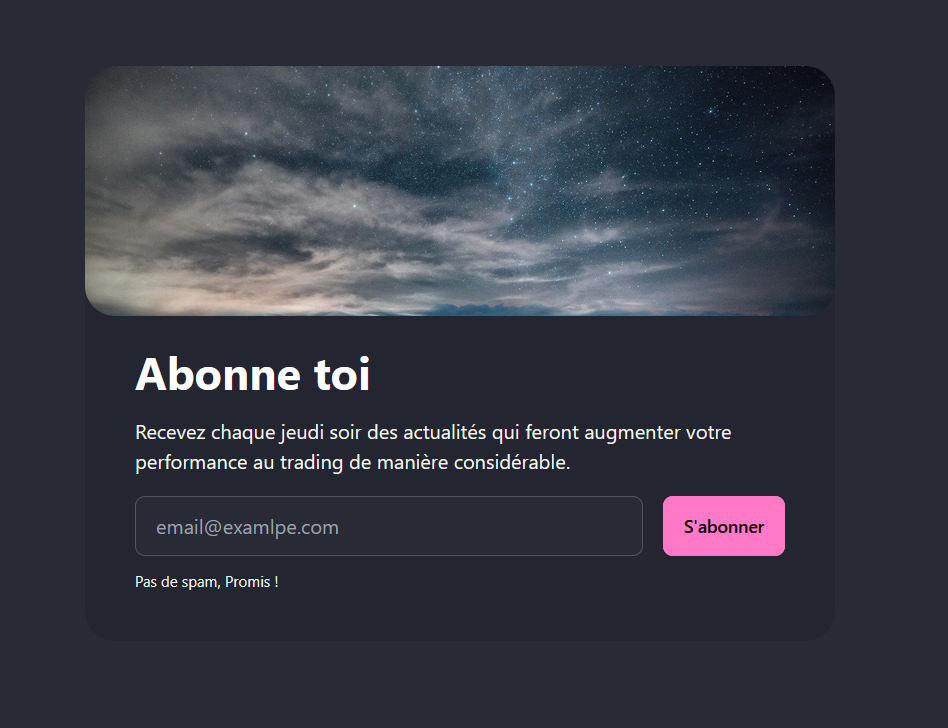 Abonne toi
Recevez chaque jeudi soir des actualités qui feront augmenter votre
performance au trading de manière considérable.
email@examlpe.com
S'abonner
Pas de spam, Promis !